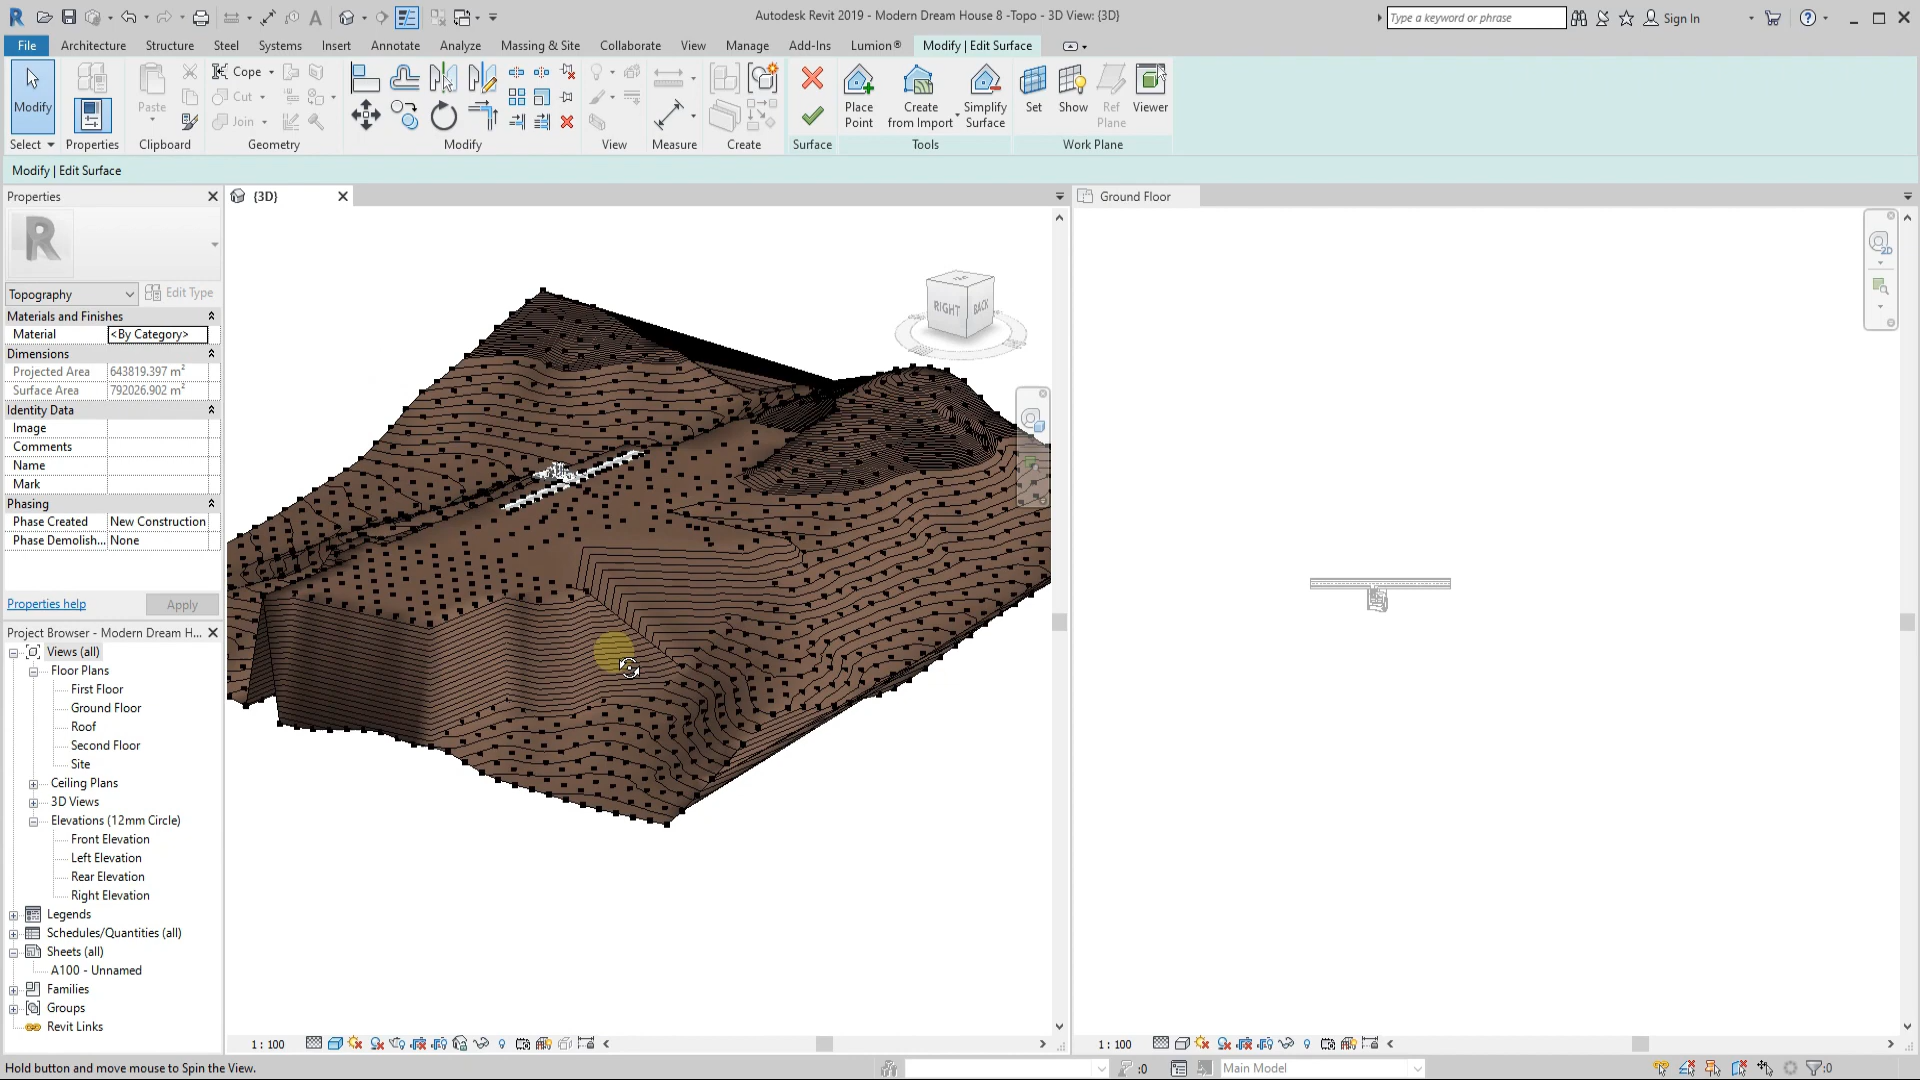 Autodesk Revit 2019 - Modern Dream House 8 -Topo - 3D View: {3D}
Type a keyword or phrase
Sign In
File
Architecture
Structure
Steel
Systems
Insert
Annotate
Analyze
Massing & Site
Collaborate
View
Manage
Add-Ins
Lumion®
Modify | Edit Surface
Modify
Select
Properties
Paste
Clipboard
Cope
Cut
Join
Geometry
Modify
View
Measure
Create
Surface
Place Point
Create from Import
Simplify Surface
Tools
Set
Show
Ref Plane
Viewer
Work Plane
Modify | Edit Surface
Properties
{3D}
Ground Floor
Topography
Edit Type
Materials and Finishes
Material <By Category>
Dimensions
Projected Area 643819.397 m²
Surface Area 792026.902 m²
Identity Data
Image
Comments
Name
Mark
Phasing
Phase Created New Construction
Phase Demolish... None
Properties help
Apply
Project Browser - Modern Dream H...
Views (all)
Floor Plans
First Floor
Ground Floor
Roof
Second Floor
Site
Ceiling Plans
3D Views
Elevations (12mm Circle)
Front Elevation
Left Elevation
Rear Elevation
Right Elevation
Legends
Schedules/Quantities (all)
Sheets (all)
A100 - Unnamed
Families
Groups
Revit Links
RIGHT
BACK
2D
1 : 100
1 : 100
Hold button and move mouse to Spin the View.
:0
Main Model
:0